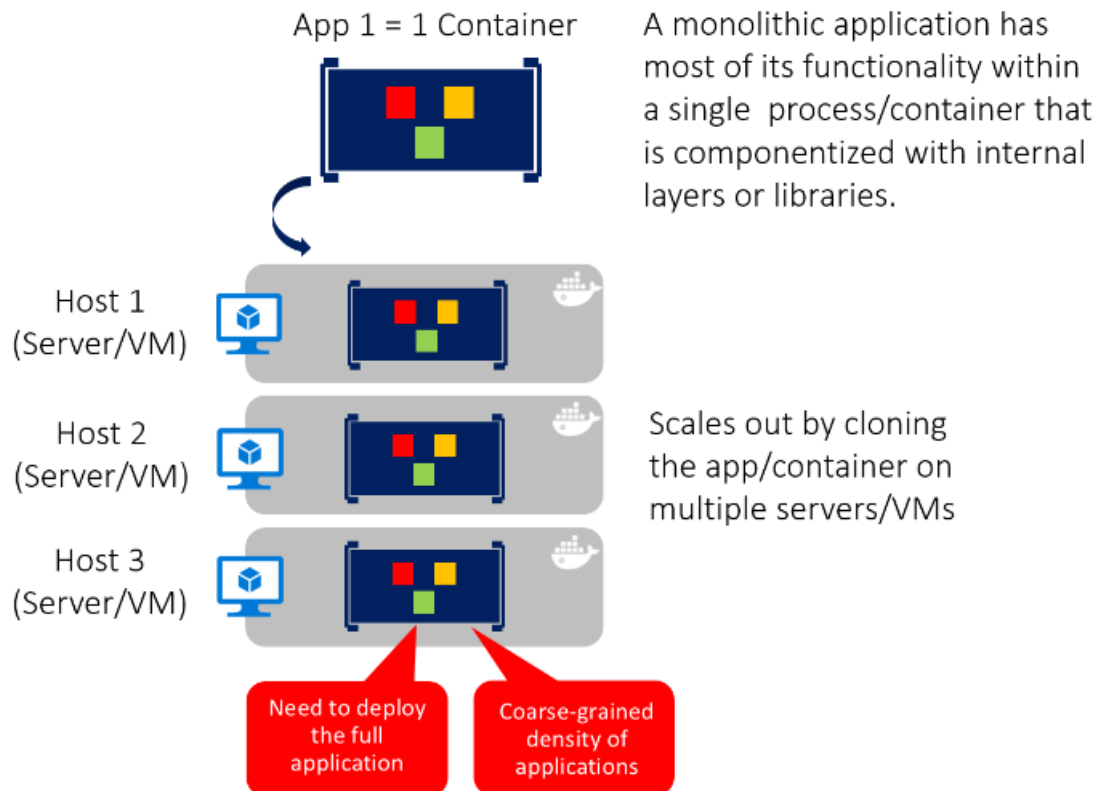 App 1 = 1 Container
A monolithic application has
most of its functionality within
a single process/container that
is componentized with internal
layers or libraries.
Host 1
(Server/VM)
Host 2
(Server/VM)
Scales out by cloning
the app/container on
multiple servers/VMs
Host 3
(Server/VM)
Need to deploy
the full
application
Coarse-grained
density of
applications